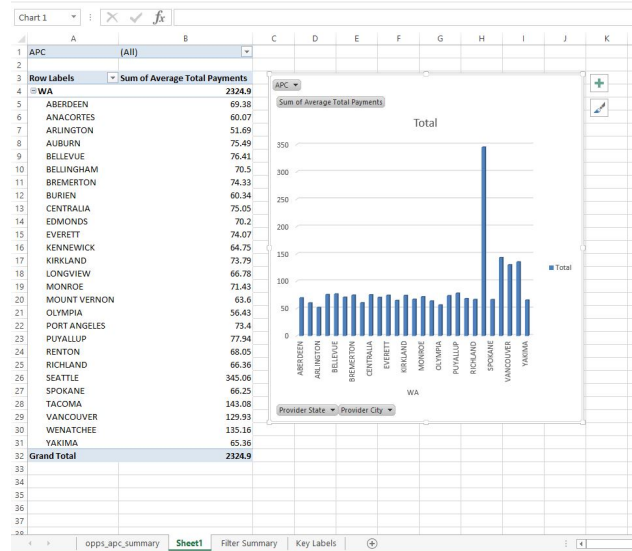 Chart 1 fx
A B C D E F G H I J K
1 APC (All)
2
3 Row Labels Sum of Average Total Payments
4 WA 2324.9
5 ABERDEEN 69.38
6 ANACORTES 60.07
7 ARLINGTON 51.69
8 AUBURN 75.49
9 BELLEVUE 76.41
10 BELLINGHAM 70.5
11 BREMERTON 74.33
12 BURIEN 60.34
13 CENTRALIA 75.05
14 EDMONDS 70.2
15 EVERETT 74.07
16 KENNEWICK 64.75
17 KIRKLAND 73.79
18 LONGVIEW 66.78
19 MONROE 71.43
20 MOUNT VERNON 63.6
21 OLYMPIA 56.43
22 PORT ANGELES 73.4
23 PUYALLUP 77.94
24 RENTON 68.05
25 RICHLAND 66.36
26 SEATTLE 345.06
27 SPOKANE 66.25
28 TACOMA 143.08
29 VANCOUVER 129.93
30 WENATCHEE 135.16
31 YAKIMA 65.36
32 Grand Total 2324.9
33
34
35
36
37
38
APC
Sum of Average Total Payments
Total
350
300
250
200
150
100
50
0
Total
ABERDEEN
ARLINGTON
BELLEVUE
BREMERTON
CENTRALIA
EVERETT
KIRKLAND
MONROE
OLYMPIA
PUYALLUP
RICHLAND
SPOKANE
VANCOUVER
YAKIMA
WA
Provider State Provider City
opps_apc_summary Sheet1 Filter Summary Key Labels